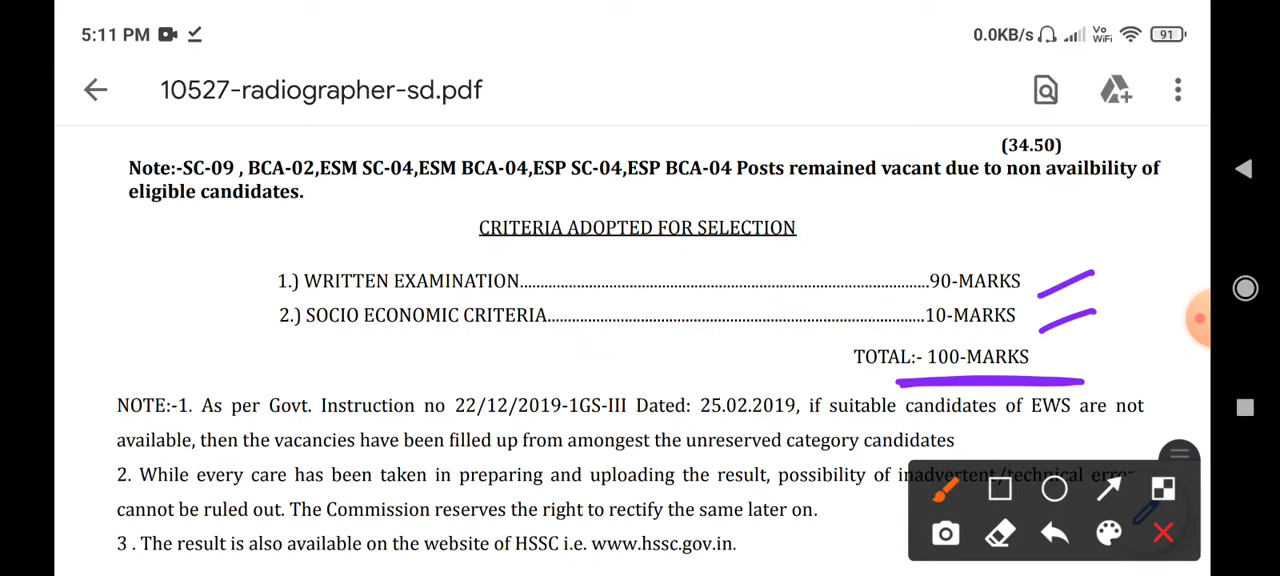 5:11 PM
0.0KB/s Vo WiFi 91
10527-radiographer-sd.pdf
(34.50)
Note:-SC-09 , BCA-02,ESM SC-04,ESM BCA-04,ESP SC-04,ESP BCA-04 Posts remained vacant due to non availbility of
eligible candidates.
CRITERIA ADOPTED FOR SELECTION
1.) WRITTEN EXAMINATION....................................................................................................90-MARKS
2.) SOCIO ECONOMIC CRITERIA............................................................................................10-MARKS
TOTAL:- 100-MARKS
NOTE:-1. As per Govt. Instruction no 22/12/2019-1GS-III Dated: 25.02.2019, if suitable candidates of EWS are not
available, then the vacancies have been filled up from amongest the unreserved category candidates
2. While every care has been taken in preparing and uploading the result, possibility of inadvertent/technical error
cannot be ruled out. The Commission reserves the right to rectify the same later on.
3 . The result is also available on the website of HSSC i.e. www.hssc.gov.in.